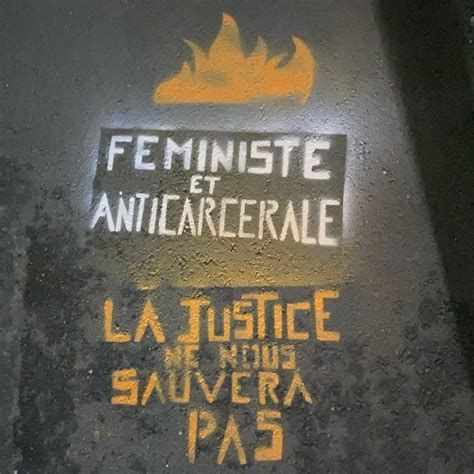 FEMINISTE
ET
ANTICARCERALE
LA JUSTICE
NE NOUS
SAUVERA
PAS